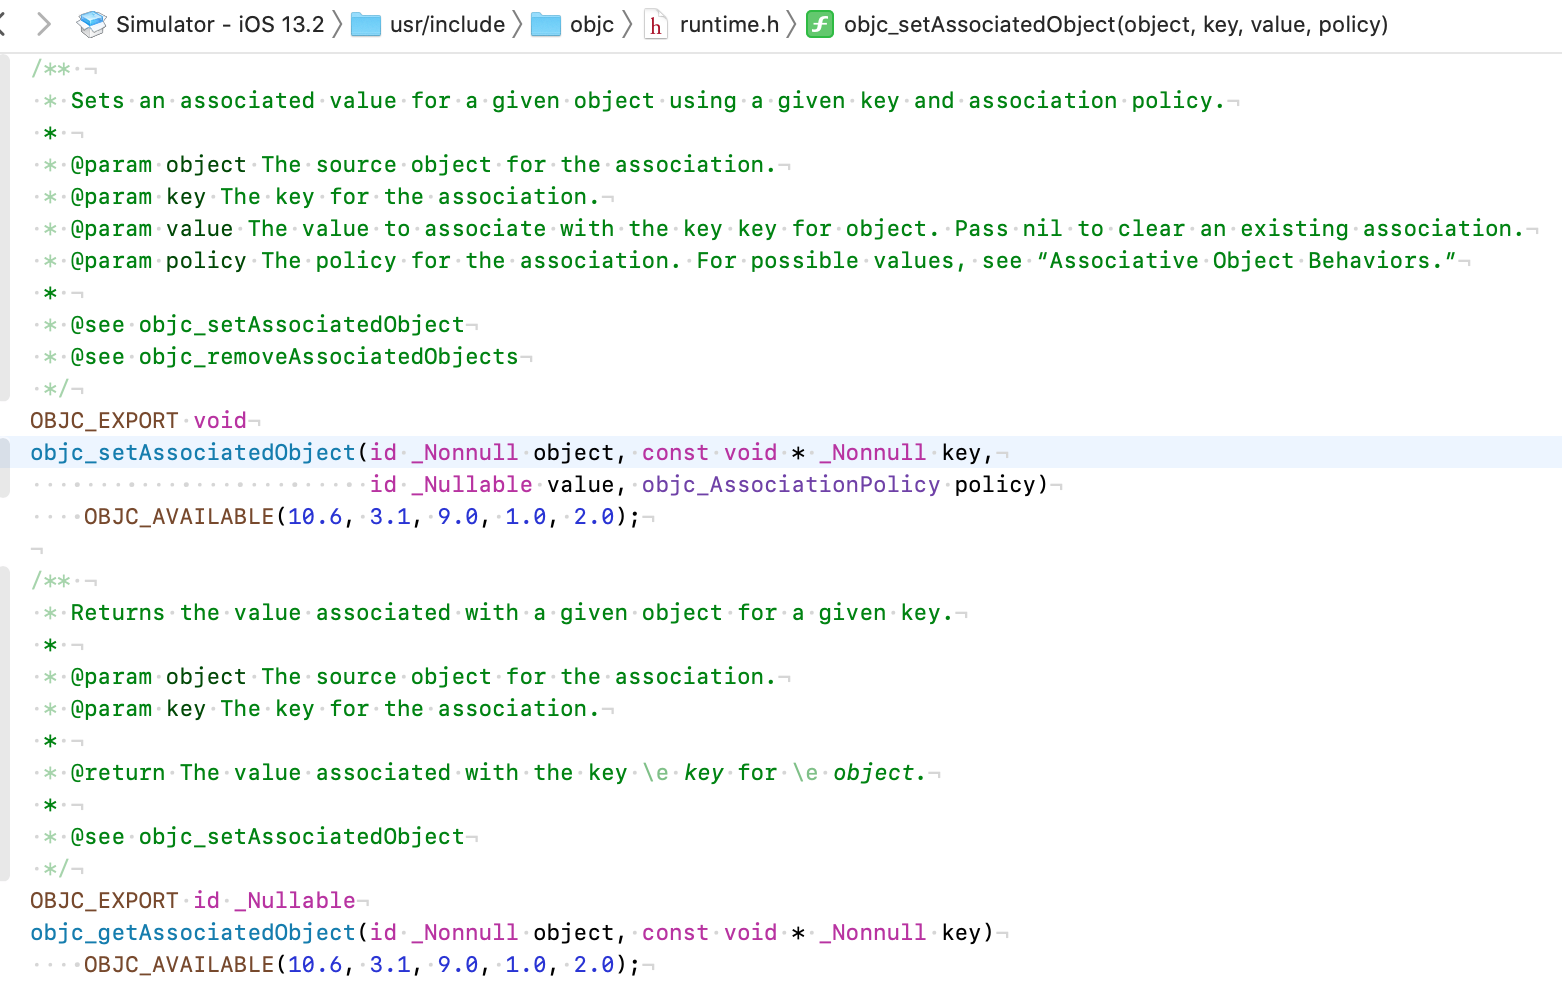 Simulator - iOS 13.2 usr/include objc h runtime.h f objc_setAssociatedObject(object, key, value, policy)
/**
 * Sets an associated value for a given object using a given key and association policy.
 *
 * @param object The source object for the association.
 * @param key The key for the association.
 * @param value The value to associate with the key key for object. Pass nil to clear an existing association.
 * @param policy The policy for the association. For possible values, see “Associative Object Behaviors.”
 *
 * @see objc_setAssociatedObject
 * @see objc_removeAssociatedObjects
 */
OBJC_EXPORT void
objc_setAssociatedObject(id _Nonnull object, const void * _Nonnull key,
                         id _Nullable value, objc_AssociationPolicy policy)
    OBJC_AVAILABLE(10.6, 3.1, 9.0, 1.0, 2.0);

/**
 * Returns the value associated with a given object for a given key.
 *
 * @param object The source object for the association.
 * @param key The key for the association.
 *
 * @return The value associated with the key \e key for \e object.
 *
 * @see objc_setAssociatedObject
 */
OBJC_EXPORT id _Nullable
objc_getAssociatedObject(id _Nonnull object, const void * _Nonnull key)
    OBJC_AVAILABLE(10.6, 3.1, 9.0, 1.0, 2.0);